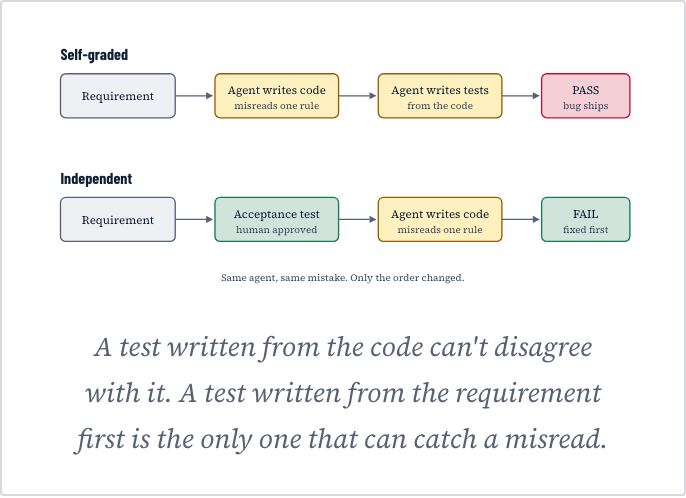 Self-graded
Requirement
Agent writes code
misreads one rule
Agent writes tests
from the code
PASS
bug ships
Independent
Requirement
Acceptance test
human approved
Agent writes code
misreads one rule
FAIL
fixed first
Same agent, same mistake. Only the order changed.
A test written from the code can't disagree
with it. A test written from the requirement
first is the only one that can catch a misread.